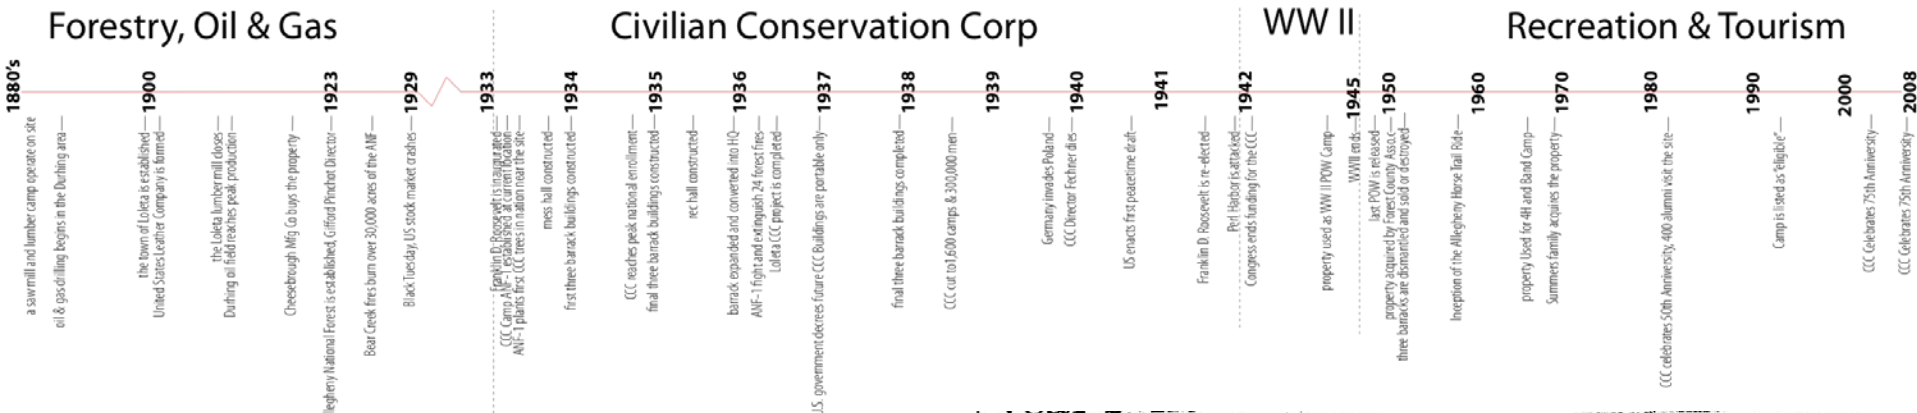 Forestry, Oil & Gas
Civilian Conservation Corp
WW II
Recreation & Tourism
1880's
1900
1923
1929
1933
1934
1935
1936
1937
1938
1939
1940
1941
1942
1945
1950
1960
1970
1980
1990
2000
2008
a saw mill and lumber camp operate on site
oil & gas drilling begins in the Duhring area
the town of Loleta is established
United States Leather Company is formed
the Loleta lumber mill closes
Duhring oil field reaches peak production
Cheesebrough Mfg Co buys the property
legheny National Forest is established, Gifford Pinchot Director
Bear Creek fires burn over 30,000 acres of the ANF
Black Tuesday, US stock market crashes
Franklin D. Roosevelt is inaugurated
CCC Camp ANF-1 established at current location
ANF-1 plants first CCC trees in nation near the site
mess hall constructed
first three barrack buildings constructed
CCC reaches peak national enrollment
final three barrack buildings constructed
rec hall constructed
barrack expanded and converted into HQ
ANF-1 fight and extinguish 24 forest fires
Loleta CCC project is completed
U.S. government decrees future CCC Buildings are portable only
final three barrack buildings completed
CCC cut to1,600 camps & 300,000 men
Germany invades Poland
CCC Director Fechner dies
US enacts first peacetime draft
Franklin D. Roosevelt is re-elected
Perl Harbor is attacked
Congress ends funding for the CCC
property used as WW II POW Camp
WWII ends
last POW is released
property acquired by Forest County Asso.c
three barracks are dismantled and sold or destroyed
Inception of the Allegheny Horse Trail Ride
property Used for 4H and Band Camp
Summers family acquires the property
CCC celebrates 50th Anniversity, 400 alumni visit the site
Camp is listed as "eligible"
CCC Celebrates 75th Anniversity
CCC Celebrates 75th Anniversity